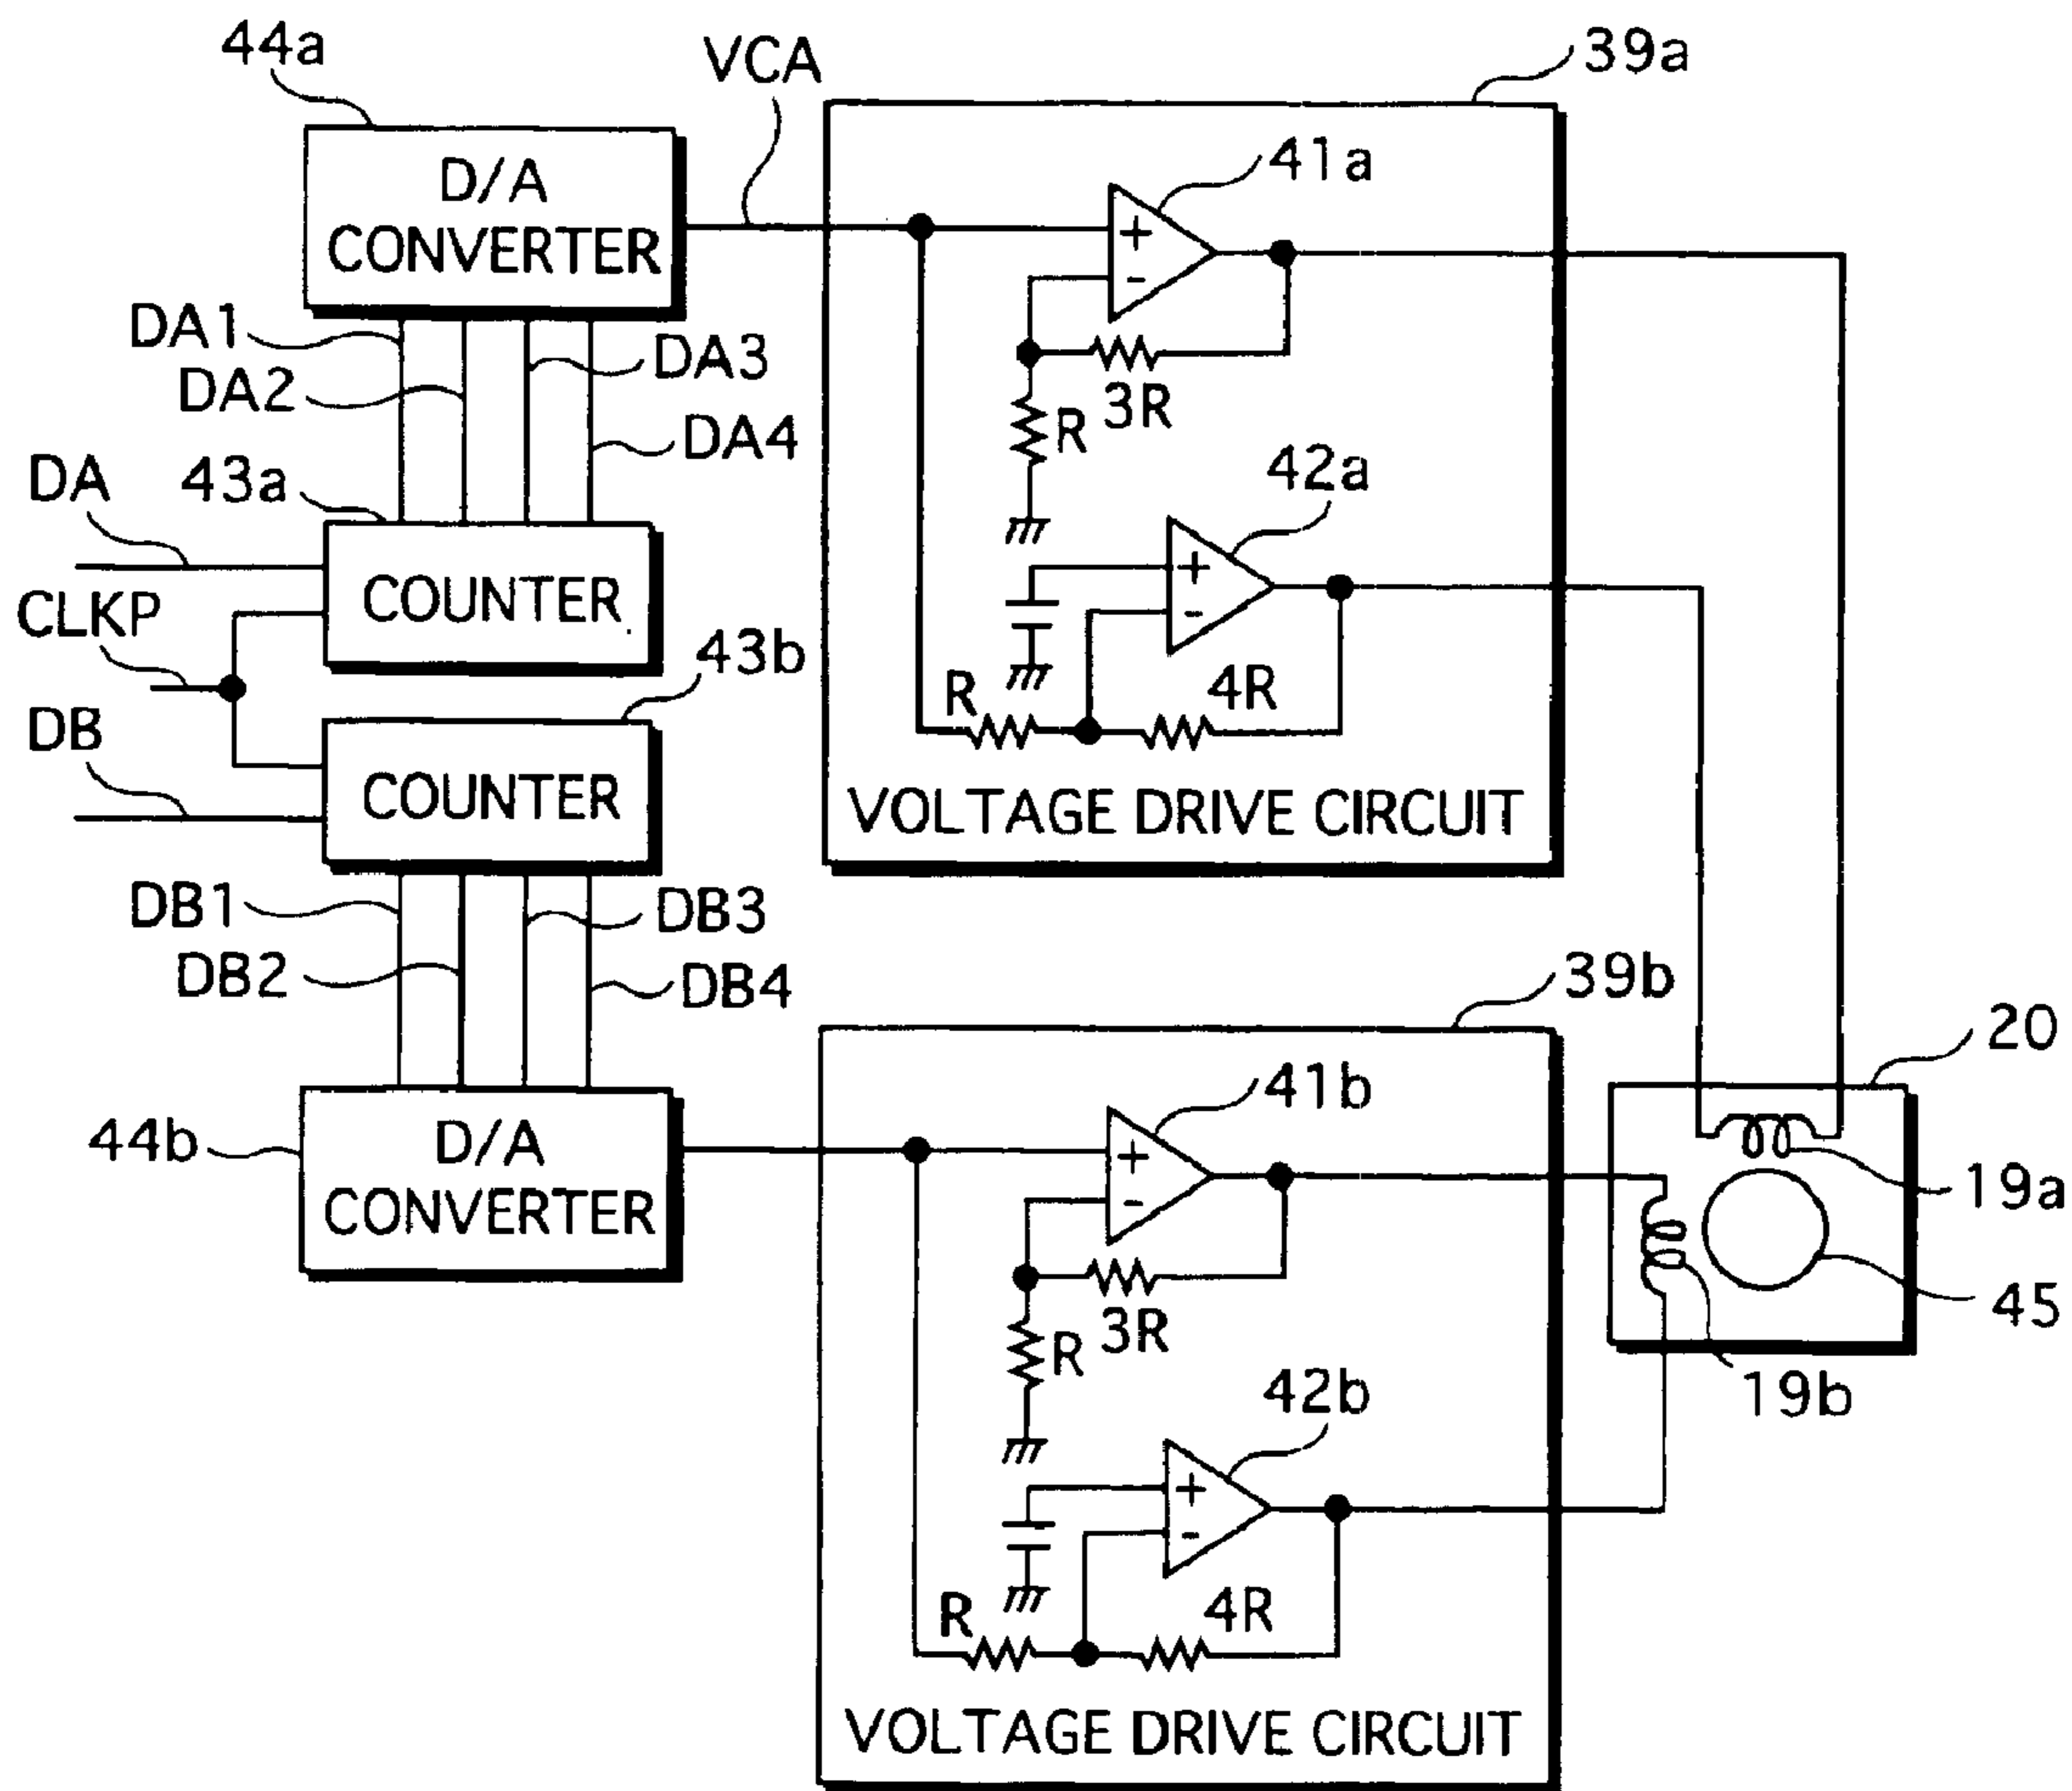 44a
VCA
39a
D/A
CONVERTER
41a
+
-
DA1
DA2
DA3
DA4
3R
R
DA
43a
42a
COUNTER
+
-
CLKP
43b
R
4R
DB
COUNTER
VOLTAGE DRIVE CIRCUIT
DB1
DB2
DB3
DB4
39b
20
44b
D/A
CONVERTER
41b
+
-
19a
3R
R
45
19b
42b
+
-
R
4R
VOLTAGE DRIVE CIRCUIT